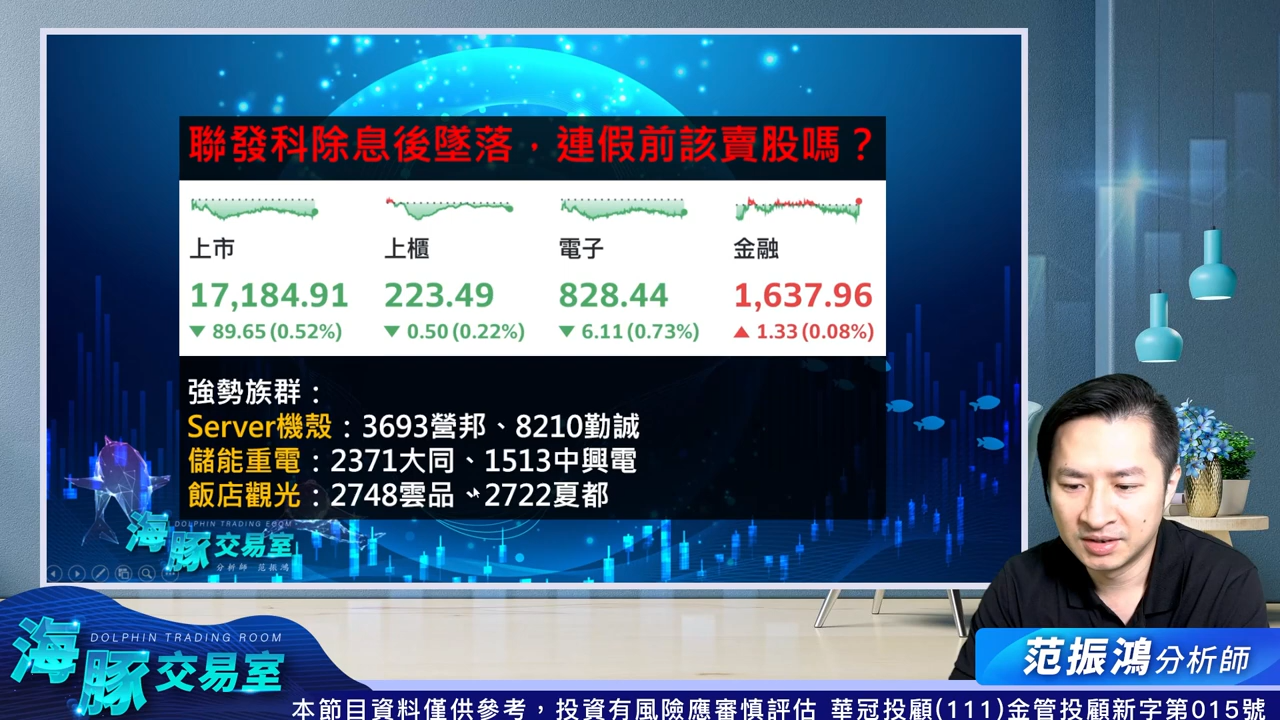 聯發科除息後墜落，連假前該賣股嗎？
上市 上櫃 電子 金融
17,184.91 223.49 828.44 1,637.96
▼ 89.65(0.52%) ▼ 0.50(0.22%) ▼ 6.11(0.73%) ▲ 1.33(0.08%)
強勢族群：
Server機殼：3693營邦、8210勤誠
儲能重電：2371大同、1513中興電
飯店觀光：2748雲品、2722夏都
DOLPHIN TRADING ROOM
海豚交易室
分析師 范振鴻
DOLPHIN TRADING ROOM
海豚交易室
范振鴻分析師
本節目資料僅供參考，投資有風險應審慎評估 華冠投顧(111)金管投顧新字第015號